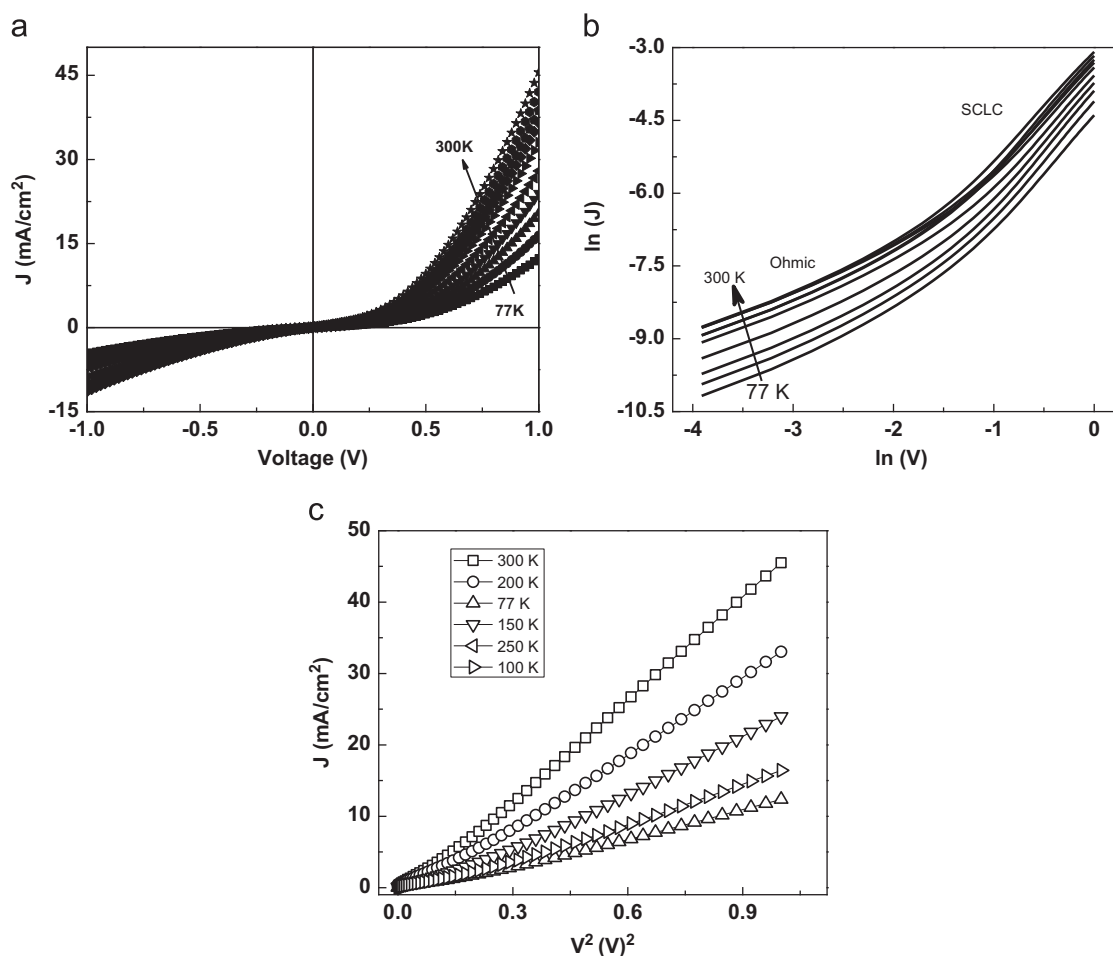 a
J (mA/cm²)
45
30
15
0
-15
300K
77K
-1.0 -0.5 0.0 0.5 1.0
Voltage (V)
b
ln (J)
-3.0
-4.5
-6.0
-7.5
-9.0
-10.5
SCLC
Ohmic
300 K
77 K
-4 -3 -2 -1 0
ln (V)
c
J (mA/cm²)
50
40
30
20
10
0
300 K
200 K
77 K
150 K
250 K
100 K
0.0 0.3 0.6 0.9
V² (V)²